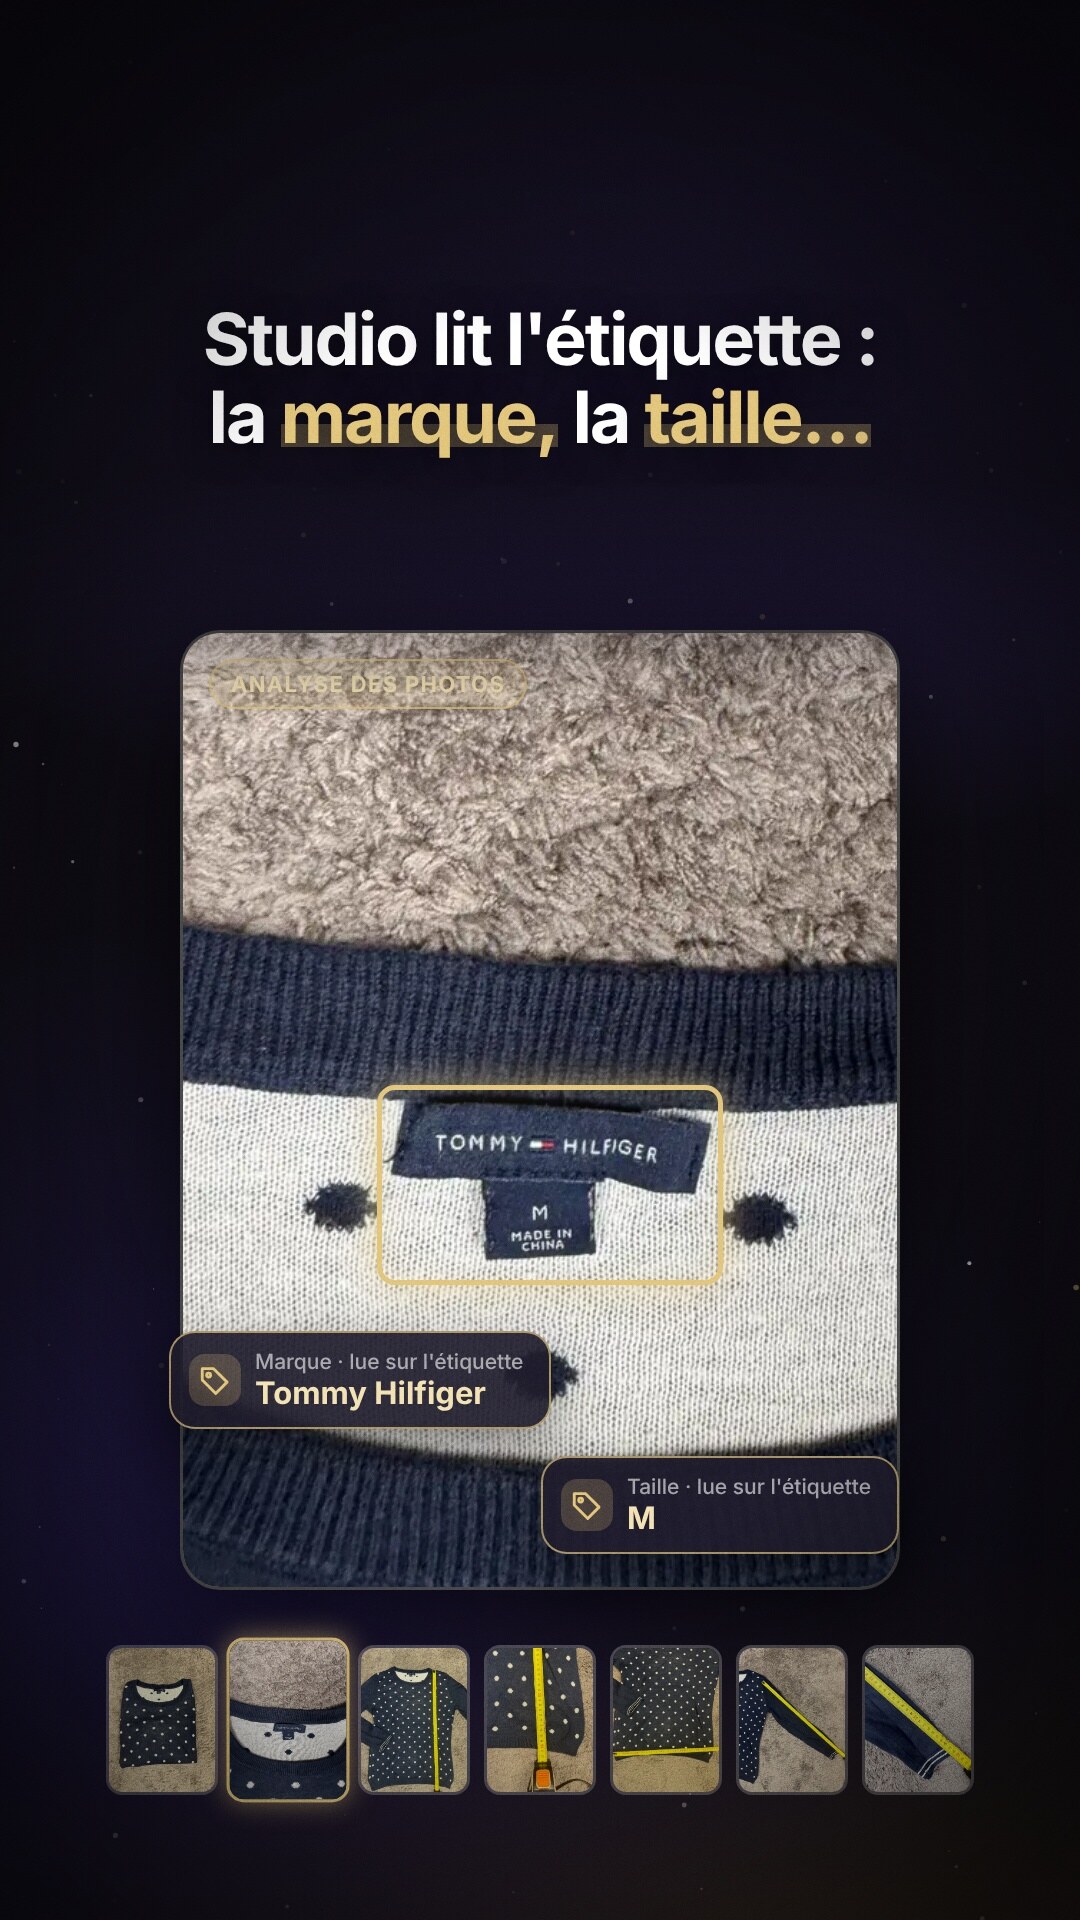 Studio lit l'étiquette :
la marque, la taille...
ANALYSE DES PHOTOS
TOMMY HILFIGER
M
MADE IN
CHINA
Marque · lue sur l'étiquette
Tommy Hilfiger
Taille · lue sur l'étiquette
M